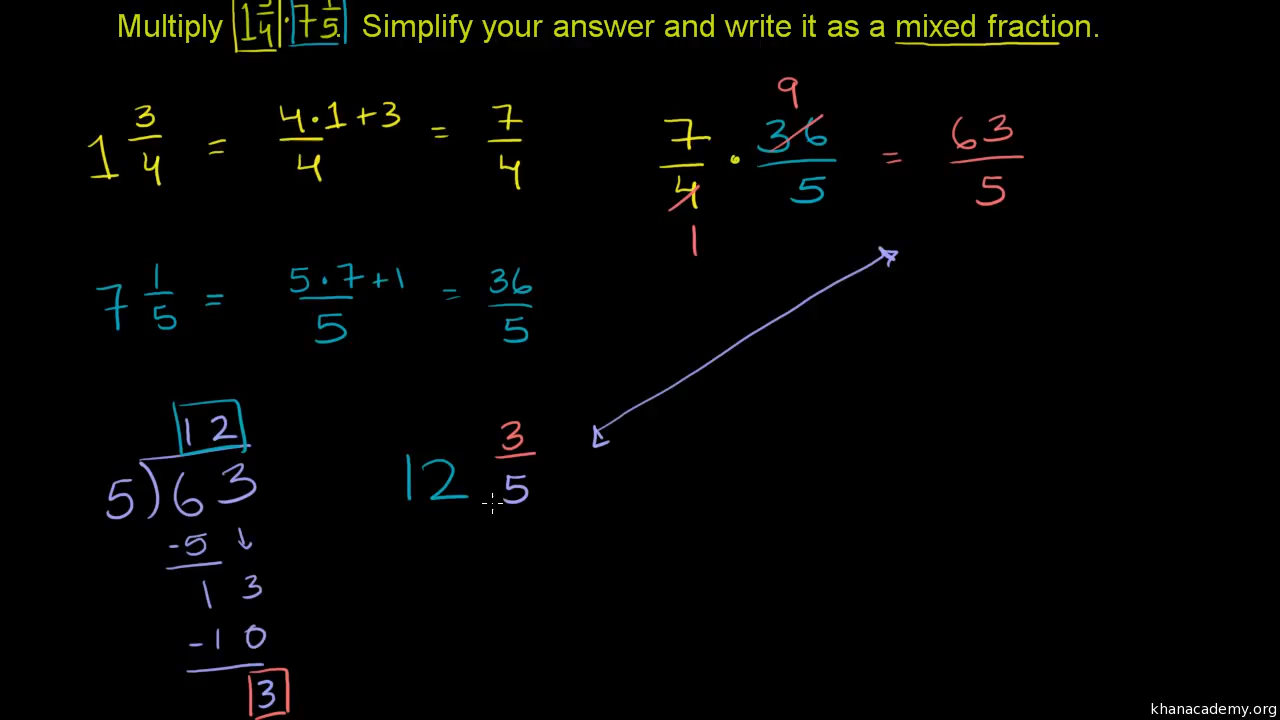 Multiply 1 3/4 · 7 1/5. Simplify your answer and write it as a mixed fraction.
1 3/4 = 4·1+3/4 = 7/4
7/4 · 36/5 = 63/5
9
1
7 1/5 = 5·7+1/5 = 36/5
12
5)63
-5↓
13
-10
3
12 3/5
khanacademy.org